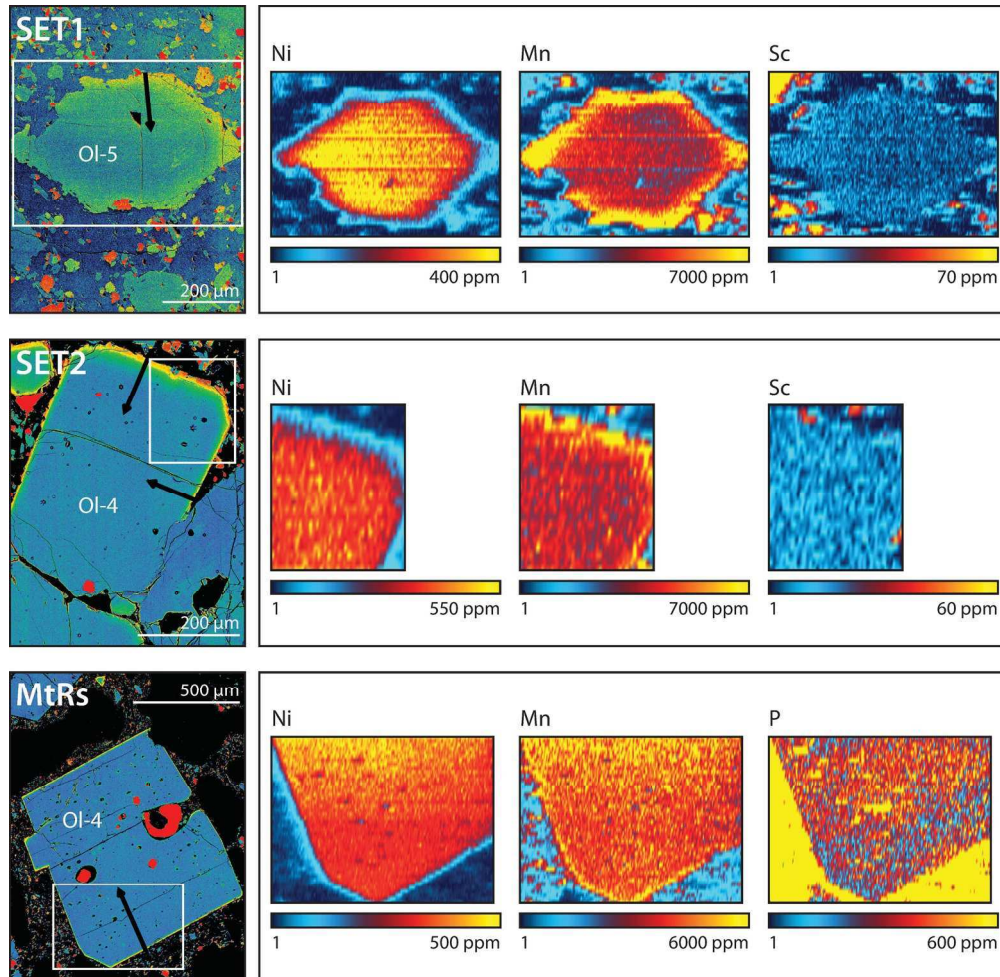 SET1
Ol-5
200 µm
Ni Mn Sc
1 400 ppm 1 7000 ppm 1 70 ppm
SET2
Ol-4
200 µm
Ni Mn Sc
1 550 ppm 1 7000 ppm 1 60 ppm
MtRs
500 µm
Ol-4
Ni Mn P
1 500 ppm 1 6000 ppm 1 600 ppm